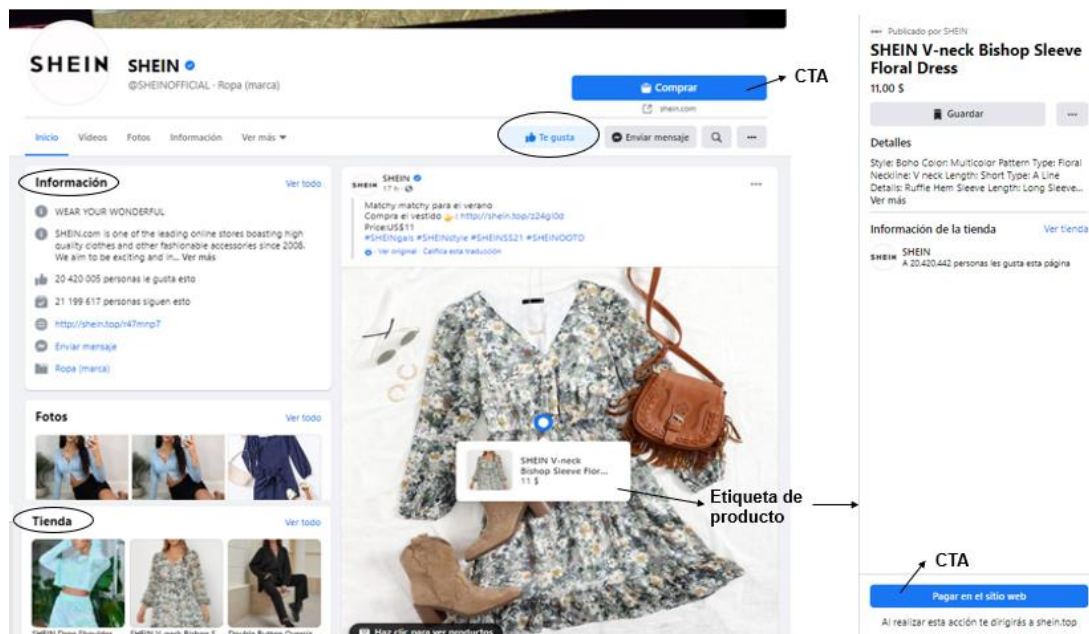 SHEIN
SHEIN
@SHEINOFFICIAL · Ropa (marca)
Comprar
shein.com
CTA
Inicio
Vídeos
Fotos
Información
Ver más
Te gusta
Enviar mensaje
Información
Ver todo
WEAR YOUR WONDERFUL
SHEIN.com is one of the leading online stores boasting high
quality clothes and other fashionable accessories since 2008.
We aim to be exciting and in... Ver más
20 420 005 personas le gusta esto
21 199 617 personas siguen esto
http://shein.top/r47mnp7
Enviar mensaje
Ropa (marca)
Fotos
Ver todo
Tienda
Ver todo
SHEIN
SHEIN
17 h ·
Matchy matchy para el verano
Compra el vestido 👉: http://shein.top/z24gl0d
Price:US$11
#SHEINgals #SHEINstyle #SHEINSS21 #SHEINOOTD
· Ver original · Califica esta traducción
SHEIN V-neck
Bishop Sleeve Flor...
11 $
Haz clic para ver productos
Etiqueta de
producto
Publicado por SHEIN
SHEIN V-neck Bishop Sleeve
Floral Dress
11,00 $
Guardar
Detalles
Style: Boho Color: Multicolor Pattern Type: Floral
Neckline: V neck Length: Short Type: A Line
Details: Ruffle Hem Sleeve Length: Long Sleeve...
Ver más
Información de la tienda
Ver tienda
SHEIN
SHEIN
A 20.420.442 personas les gusta esta página
CTA
Pagar en el sitio web
Al realizar esta acción te dirigirás a shein.top